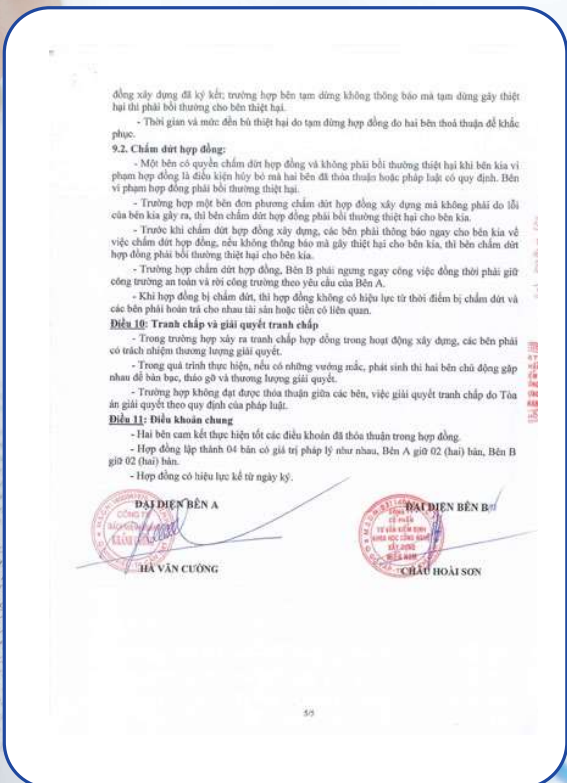 đồng xây dựng đã ký kết; trường hợp bên tạm dừng không thông báo mà tạm dừng gây thiệt
hại thì phải bồi thường cho bên thiệt hại.
- Thời gian và mức đền bù thiệt hại do tạm dừng hợp đồng do hai bên thoả thuận để khắc
phục.
9.2. Chấm dứt hợp đồng:
- Một bên có quyền chấm dứt hợp đồng và không phải bồi thường thiệt hại khi bên kia vi
phạm hợp đồng là điều kiện hủy bỏ mà hai bên đã thỏa thuận hoặc pháp luật có quy định. Bên
vi phạm hợp đồng phải bồi thường thiệt hại.
- Trường hợp một bên đơn phương chấm dứt hợp đồng xây dựng mà không phải do lỗi
của bên kia gây ra, thì bên chấm dứt hợp đồng phải bồi thường thiệt hại cho bên kia.
- Trước khi chấm dứt hợp đồng xây dựng, các bên phải thông báo ngay cho bên kia về
việc chấm dứt hợp đồng, nếu không thông báo mà gây thiệt hại cho bên kia, thì bên chấm dứt
hợp đồng phải bồi thường thiệt hại cho bên kia.
- Trường hợp chấm dứt hợp đồng, Bên B phải ngưng ngay công việc đồng thời phải giữ
công trường an toàn và rời công trường theo yêu cầu của Bên A.
- Khi hợp đồng bị chấm dứt, thì hợp đồng không có hiệu lực từ thời điểm bị chấm dứt và
các bên phải hoàn trả cho nhau tài sản hoặc tiền có liên quan.
Điều 10: Tranh chấp và giải quyết tranh chấp
- Trong trường hợp xảy ra tranh chấp hợp đồng trong hoạt động xây dựng, các bên phải
có trách nhiệm thương lượng giải quyết.
- Trong quá trình thực hiện, nếu có những vướng mắc, phát sinh thì hai bên chủ động gặp
nhau để bàn bạc, tháo gỡ và thương lượng giải quyết.
- Trường hợp không đạt được thỏa thuận giữa các bên, việc giải quyết tranh chấp do Tòa
án giải quyết theo quy định của pháp luật.
Điều 11: Điều khoản chung
- Hai bên cam kết thực hiện tốt các điều khoản đã thỏa thuận trong hợp đồng.
- Hợp đồng lập thành 04 bản có giá trị pháp lý như nhau, Bên A giữ 02 (hai) bản, Bên B
giữ 02 (hai) bản.
- Hợp đồng có hiệu lực kể từ ngày ký.
ĐẠI DIỆN BÊN A
ĐẠI DIỆN BÊN B
CÔNG TY
CỔ PHẦN
TƯ VẤN KIỂM ĐỊNH
KHOA HỌC CÔNG NGHỆ
XÂY DỰNG
MIỀN NAM
HÀ VĂN CƯỜNG
CHÂU HOÀI SƠN
5/5